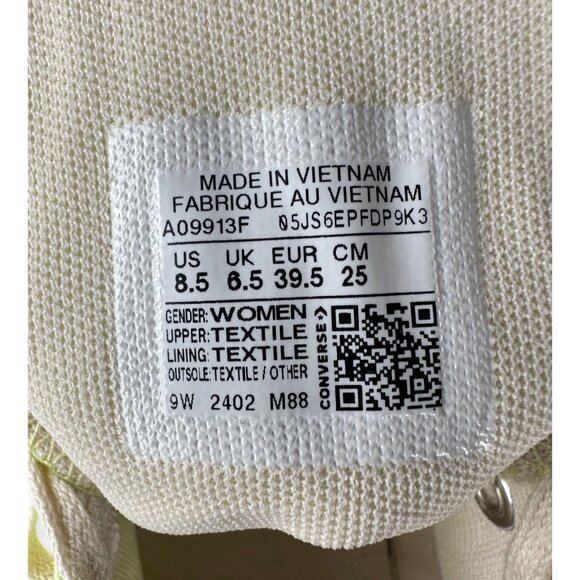 MADE IN VIETNAM
FABRIQUE AU VIETNAM
A09913F 05JS6EPFDP9K3
US UK EUR CM
8.5 6.5 39.5 25
GENDER: WOMEN
UPPER: TEXTILE
LINING: TEXTILE
OUTSOLE: TEXTILE / OTHER
9W 2402 M88
CONVERSE